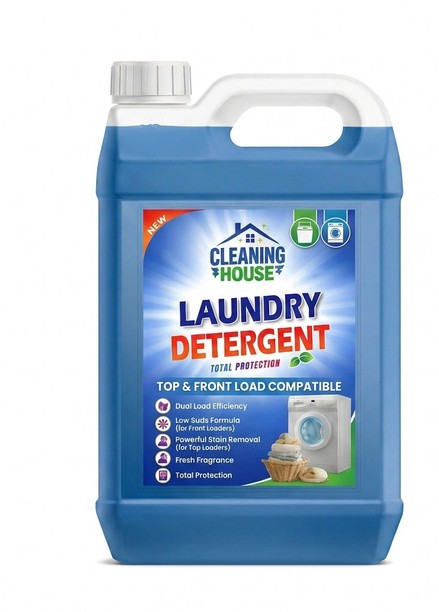 NEW
CLEANING
HOUSE
LAUNDRY
DETERGENT
TOTAL PROTECTION
TOP & FRONT LOAD COMPATIBLE
Dual Load Efficiency
Low Suds Formula
(for Front Loaders)
Powerful Stain Removal
(for Top Loaders)
Fresh Fragrance
Total Protection